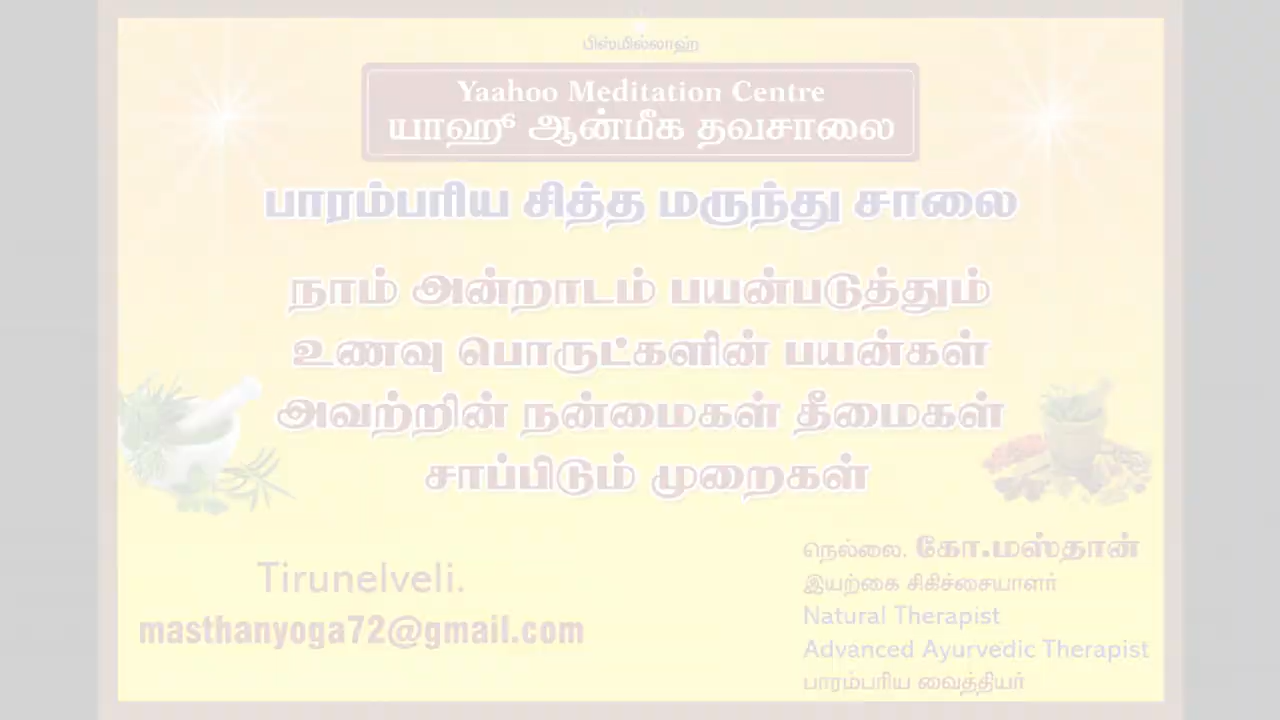 பிஸ்மில்லாஹ்
Yaahoo Meditation Centre
யாஹூ ஆன்மீக தவசாலை
பாரம்பரிய சித்த மருந்து சாலை
நாம் அன்றாடம் பயன்படுத்தும்
உணவு பொருட்களின் பயன்கள்
அவற்றின் நன்மைகள் தீமைகள்
சாப்பிடும் முறைகள்
நெல்லை. கோ.மஸ்தான்
இயற்கை சிகிச்சையாளர்
Natural Therapist
Advanced Ayurvedic Therapist
பாரம்பரிய வைத்தியர்
Tirunelveli.
masthanyoga72@gmail.com